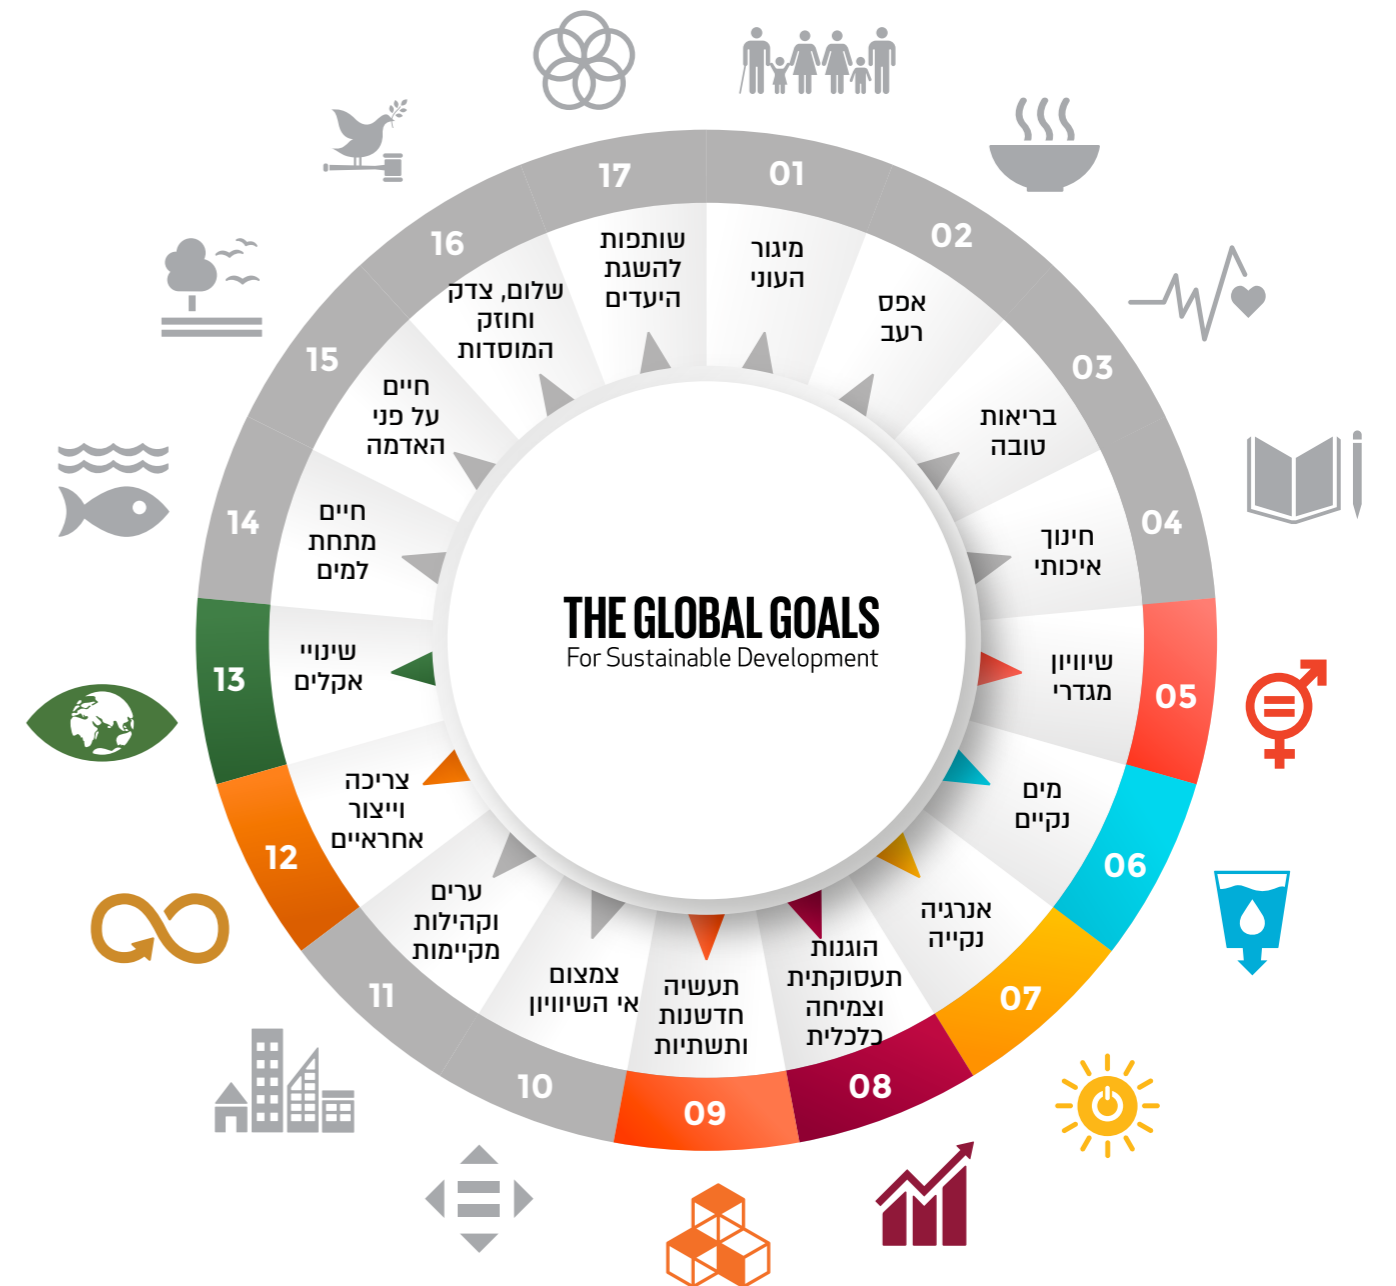 THE GLOBAL GOALS
For Sustainable Development
01
מיגור
העוני
02
אפס
רעב
03
בריאות
טובה
04
חינוך
איכותי
05
שיוויון
מגדרי
06
מים
נקיים
07
אנרגיה
נקייה
08
הוגנות
תעסוקתית
וצמיחה
כלכלית
09
תעשיה
חדשנות
ותשתיות
10
צמצום
אי השיוויון
11
ערים
וקהילות
מקיימות
12
צריכה
וייצור
אחראיים
13
שינויי
אקלים
14
חיים
מתחת
למים
15
חיים
על פני
האדמה
16
שלום, צדק
וחוזק
המוסדות
17
שותפות
להשגת
היעדים